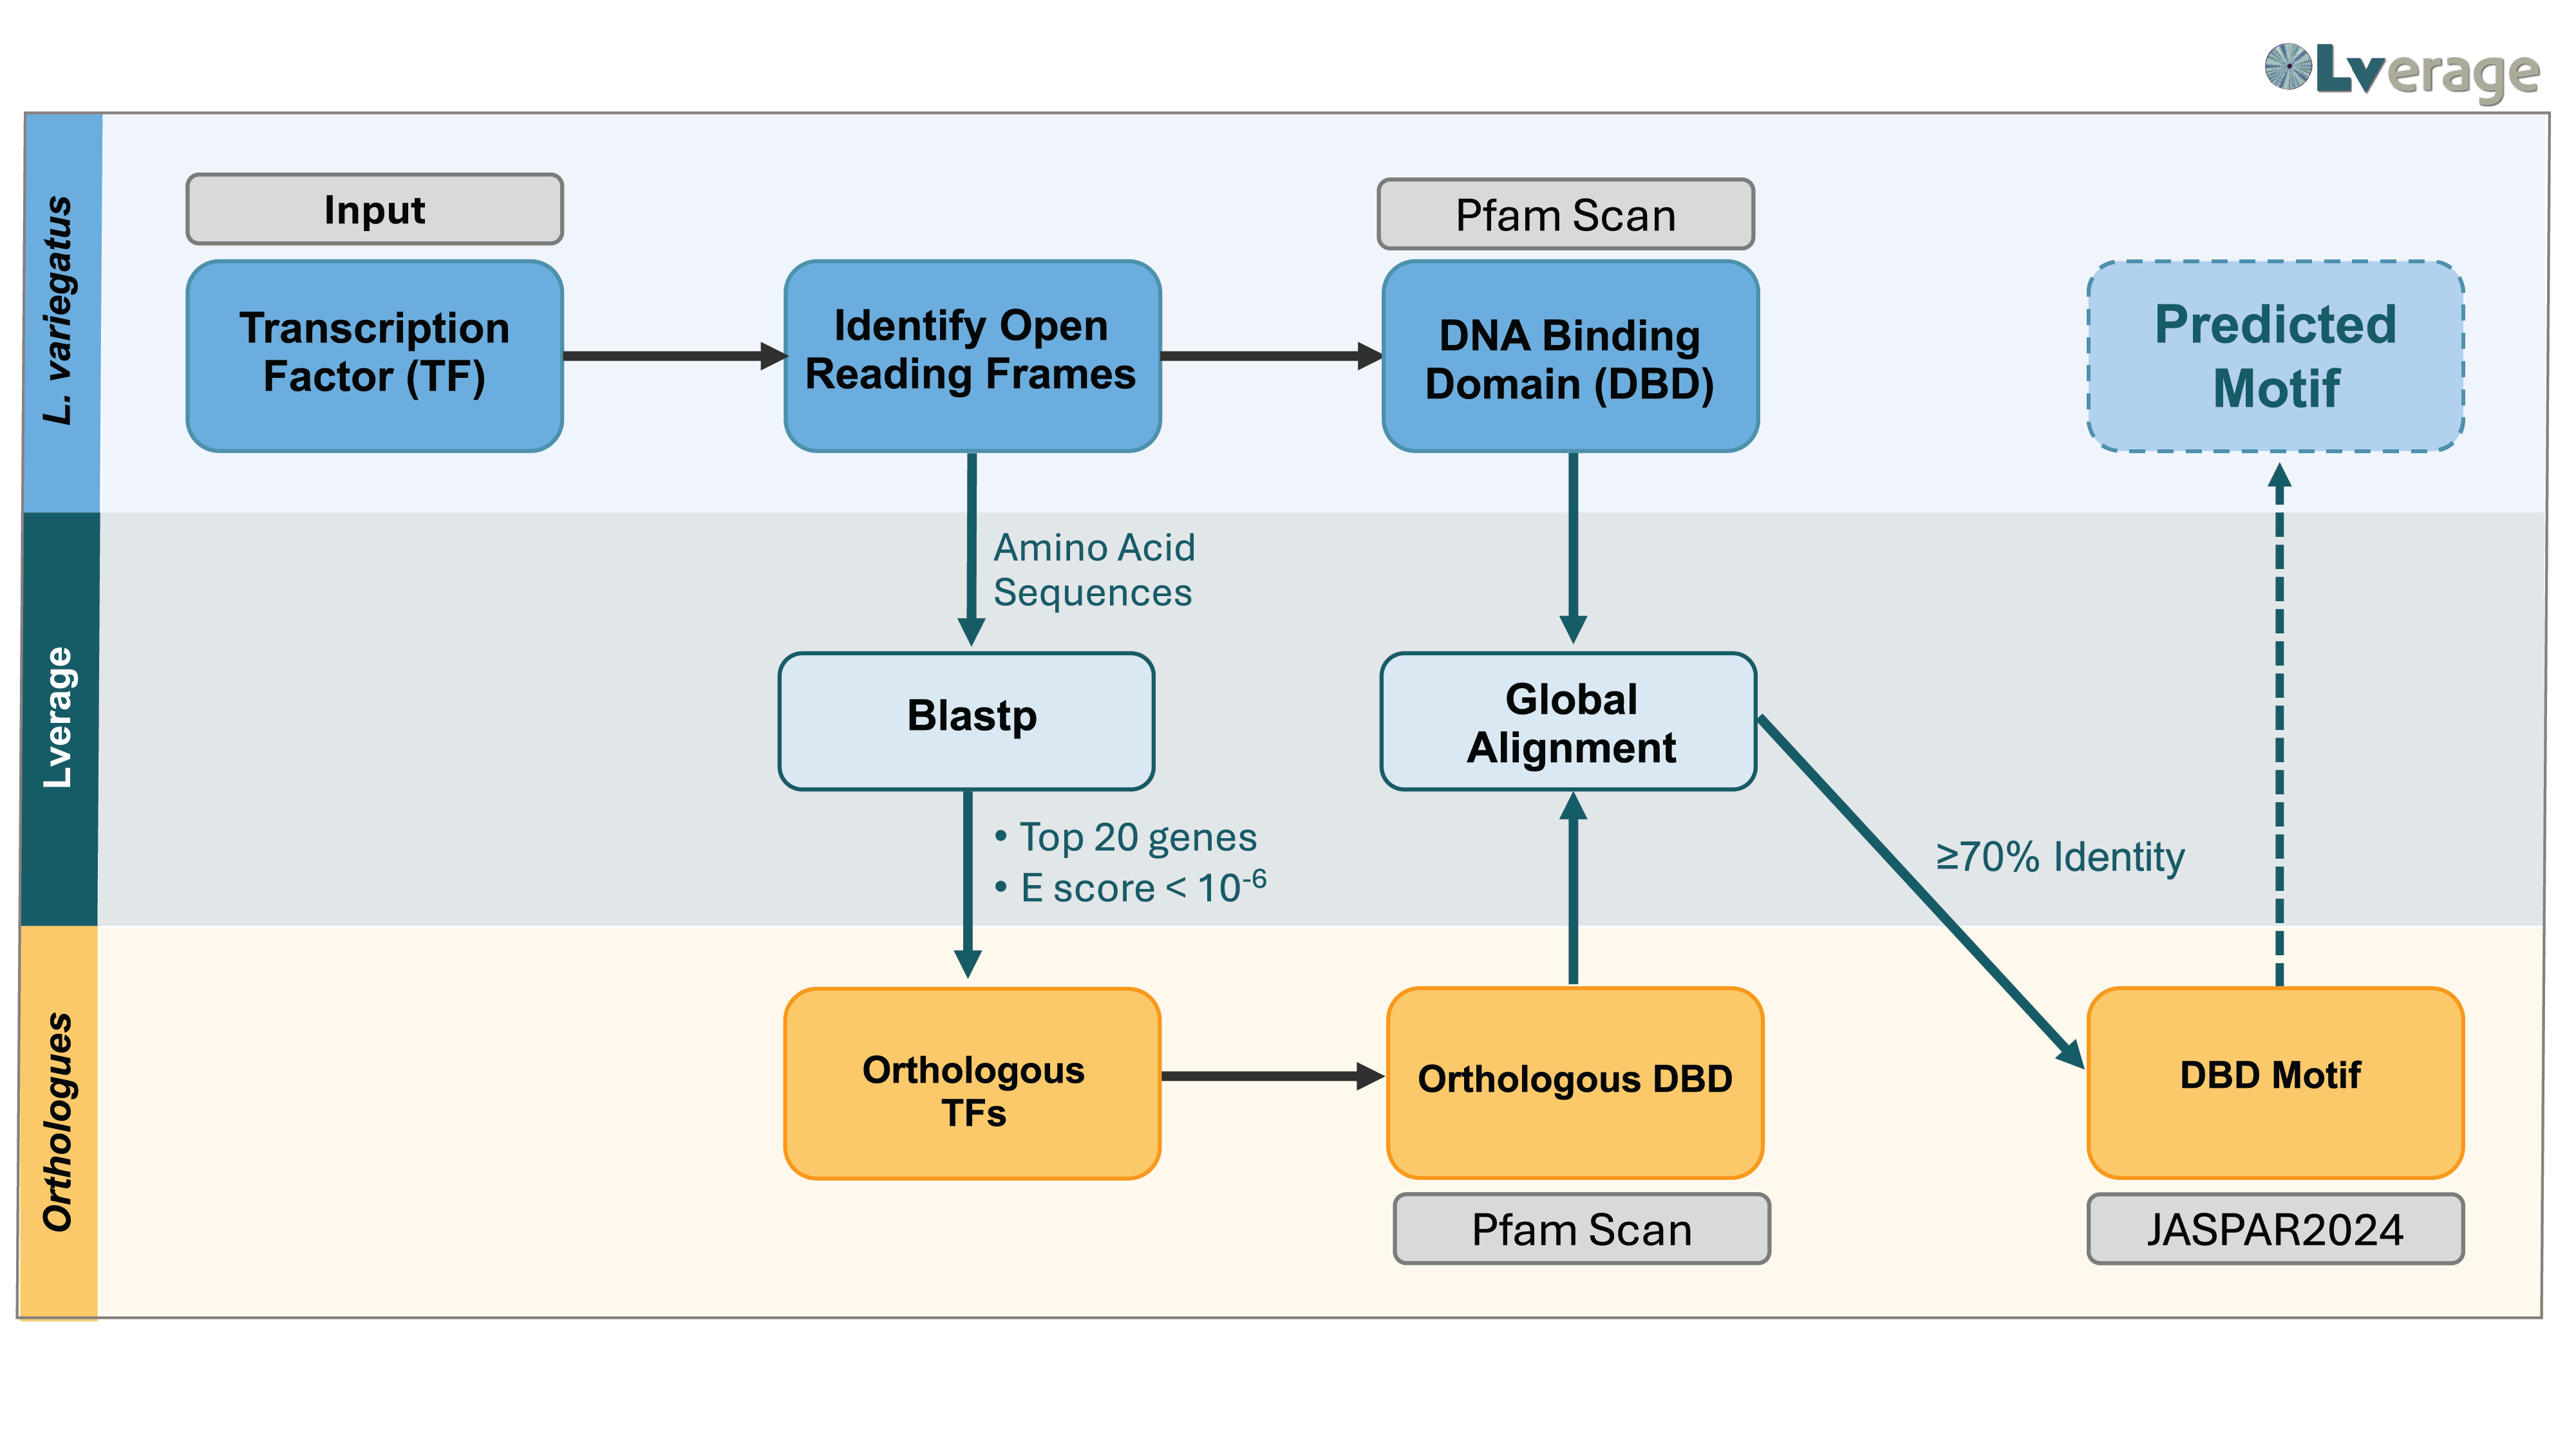 Lverage
L. variegatus
Input
Transcription
Factor (TF)
Identify Open
Reading Frames
Pfam Scan
DNA Binding
Domain (DBD)
Predicted
Motif
Lverage
Amino Acid
Sequences
Blastp
Global
Alignment
• Top 20 genes
• E score < 10⁻⁶
≥70% Identity
Orthologues
Orthologous
TFs
Orthologous DBD
Pfam Scan
DBD Motif
JASPAR2024